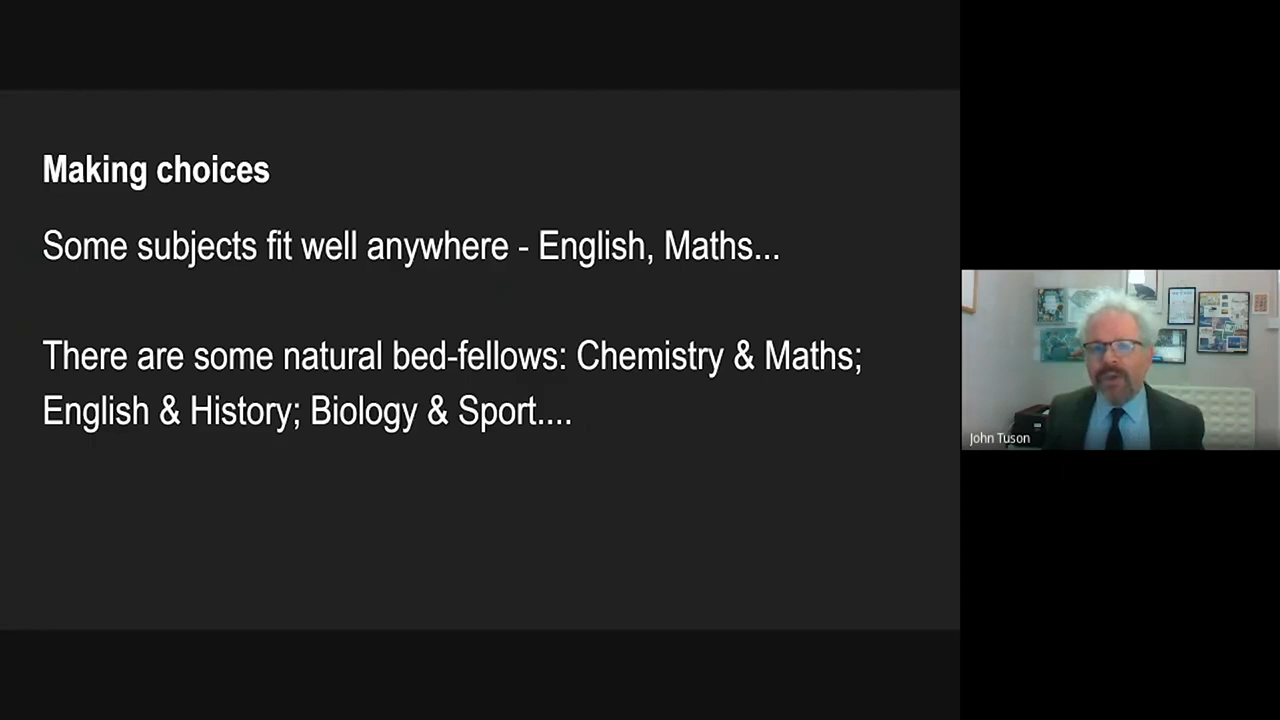 Making choices
Some subjects fit well anywhere - English, Maths...
There are some natural bed-fellows: Chemistry & Maths;
English & History; Biology & Sport....
John Tuson